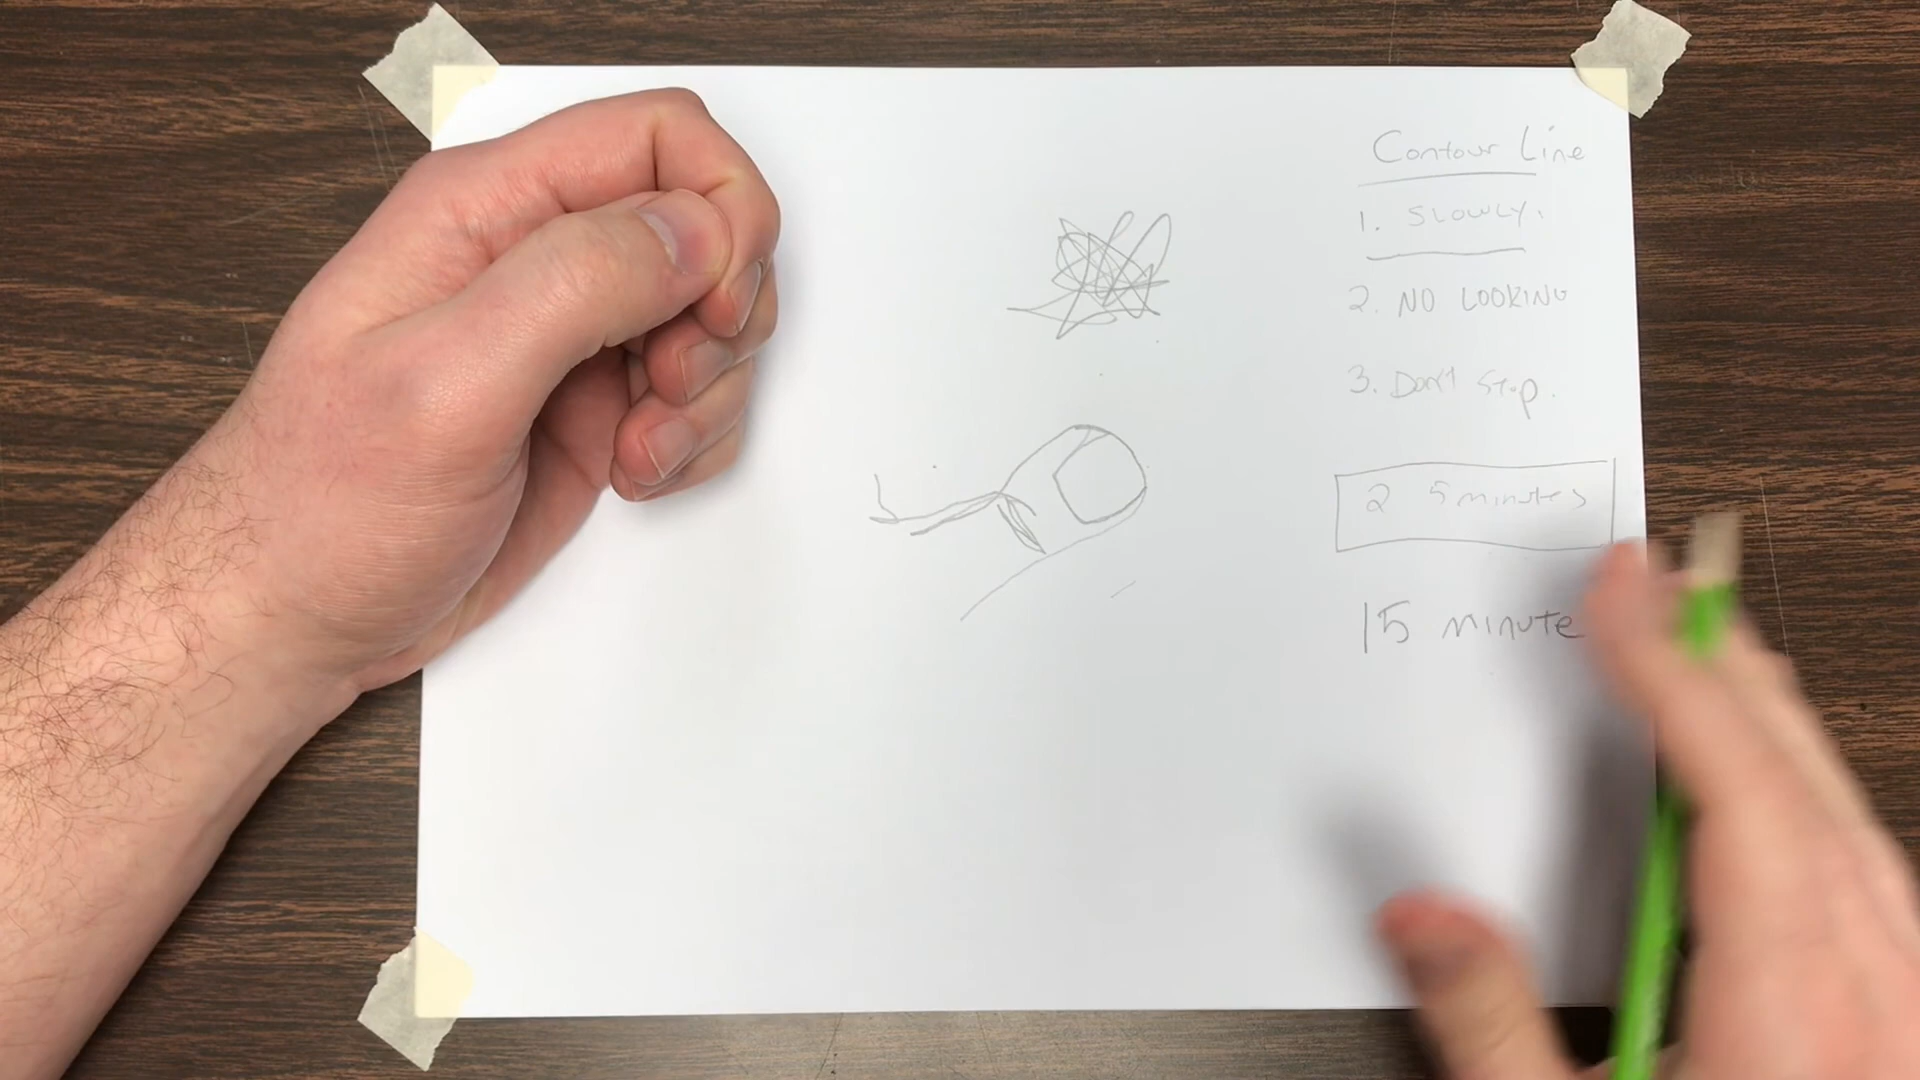 Contour Line
1. SLOWLY.
2. NO LOOKING
3. Don't Stop.
2 5 minutes
15 minute